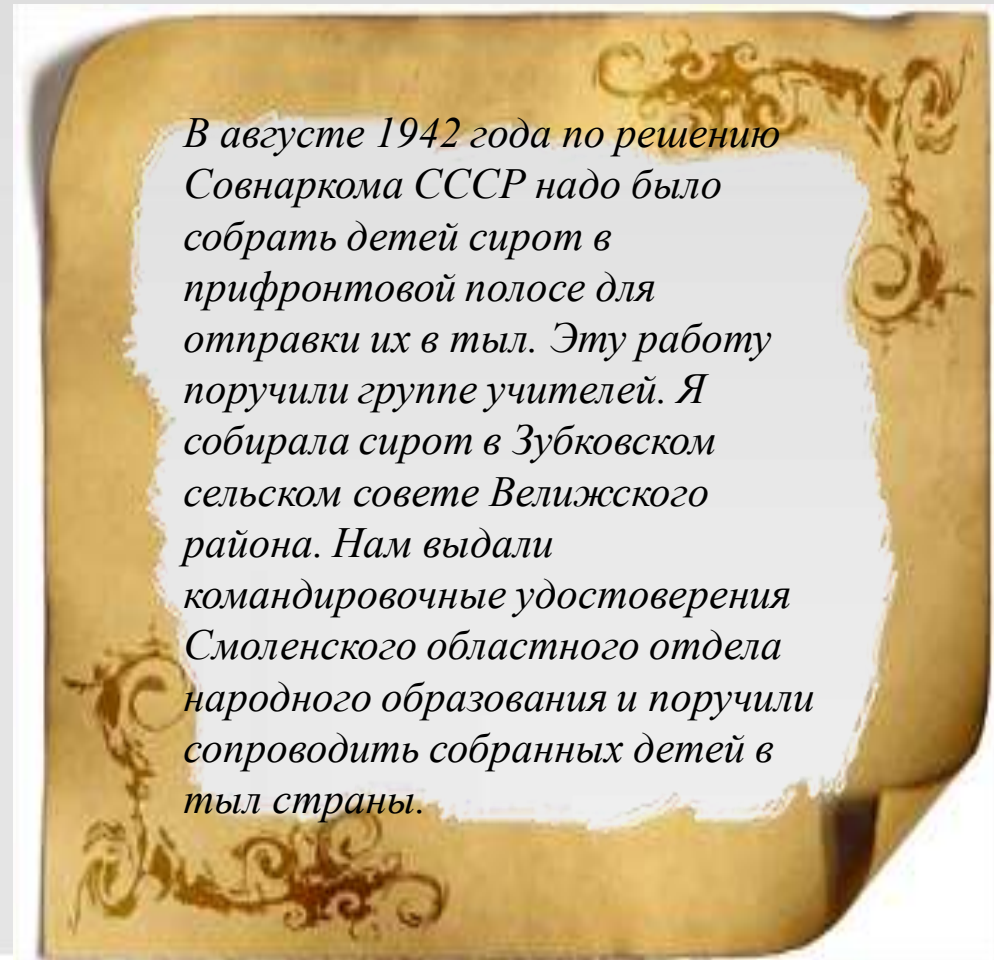 В августе 1942 года по решению
Совнаркома СССР надо было
собрать детей сирот в
прифронтовой полосе для
отправки их в тыл. Эту работу
поручили группе учителей. Я
собирала сирот в Зубковском
сельском совете Велижского
района. Нам выдали
командировочные удостоверения
Смоленского областного отдела
народного образования и поручили
сопроводить собранных детей в
тыл страны.